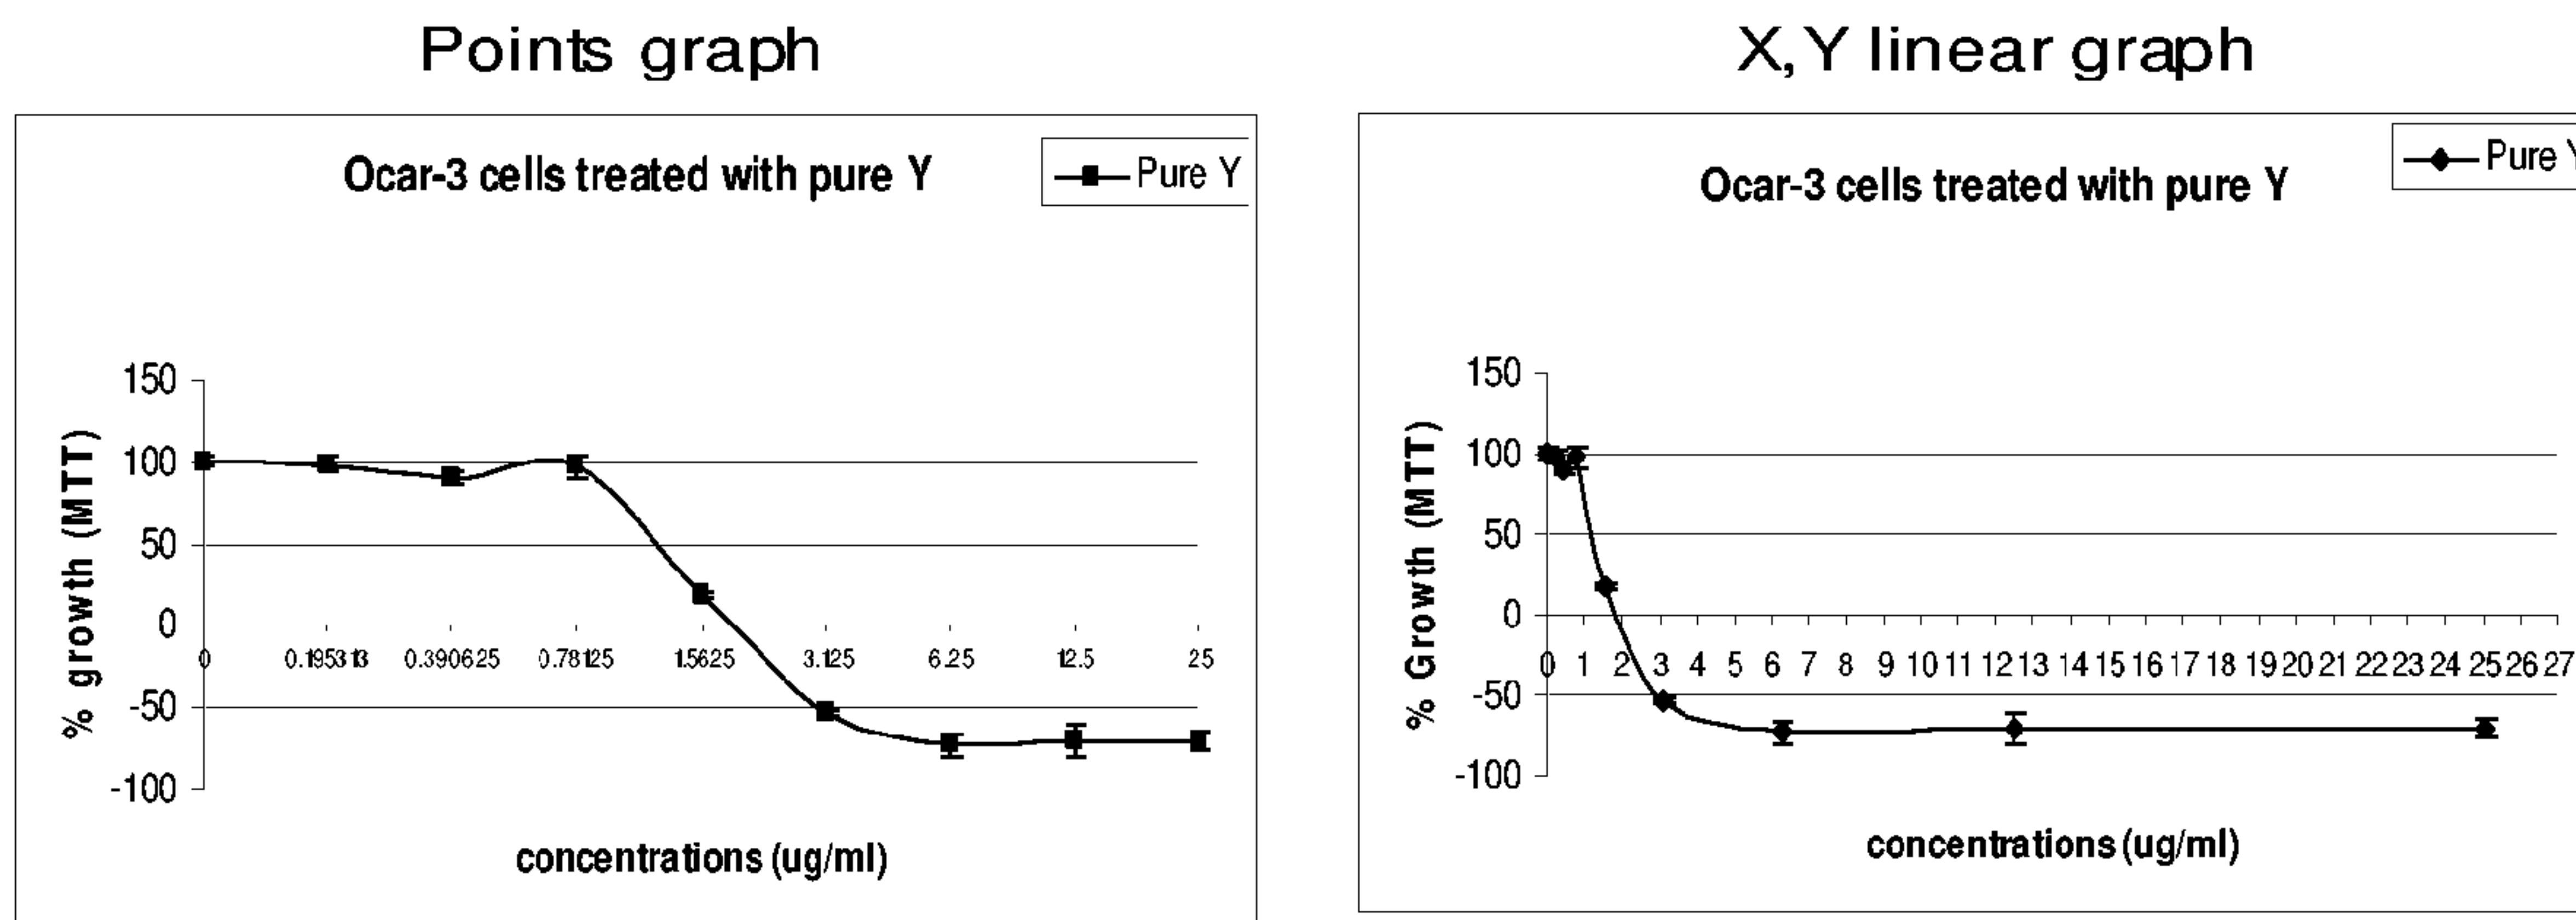 Points graph
Ocar-3 cells treated with pure Y
Pure Y
150
100
50
0
-50
-100
% growth (MTT)
0 0.195313 0.390625 0.78125 1.5625 3.125 6.25 12.5 25
concentrations (ug/ml)
X,Y linear graph
Pure Y
Ocar-3 cells treated with pure Y
150
100
50
0
-50
-100
% Growth (MTT)
0 1 2 3 4 5 6 7 8 9 10 11 12 13 14 15 16 17 18 19 20 21 22 23 24 25 26 27
concentrations (ug/ml)